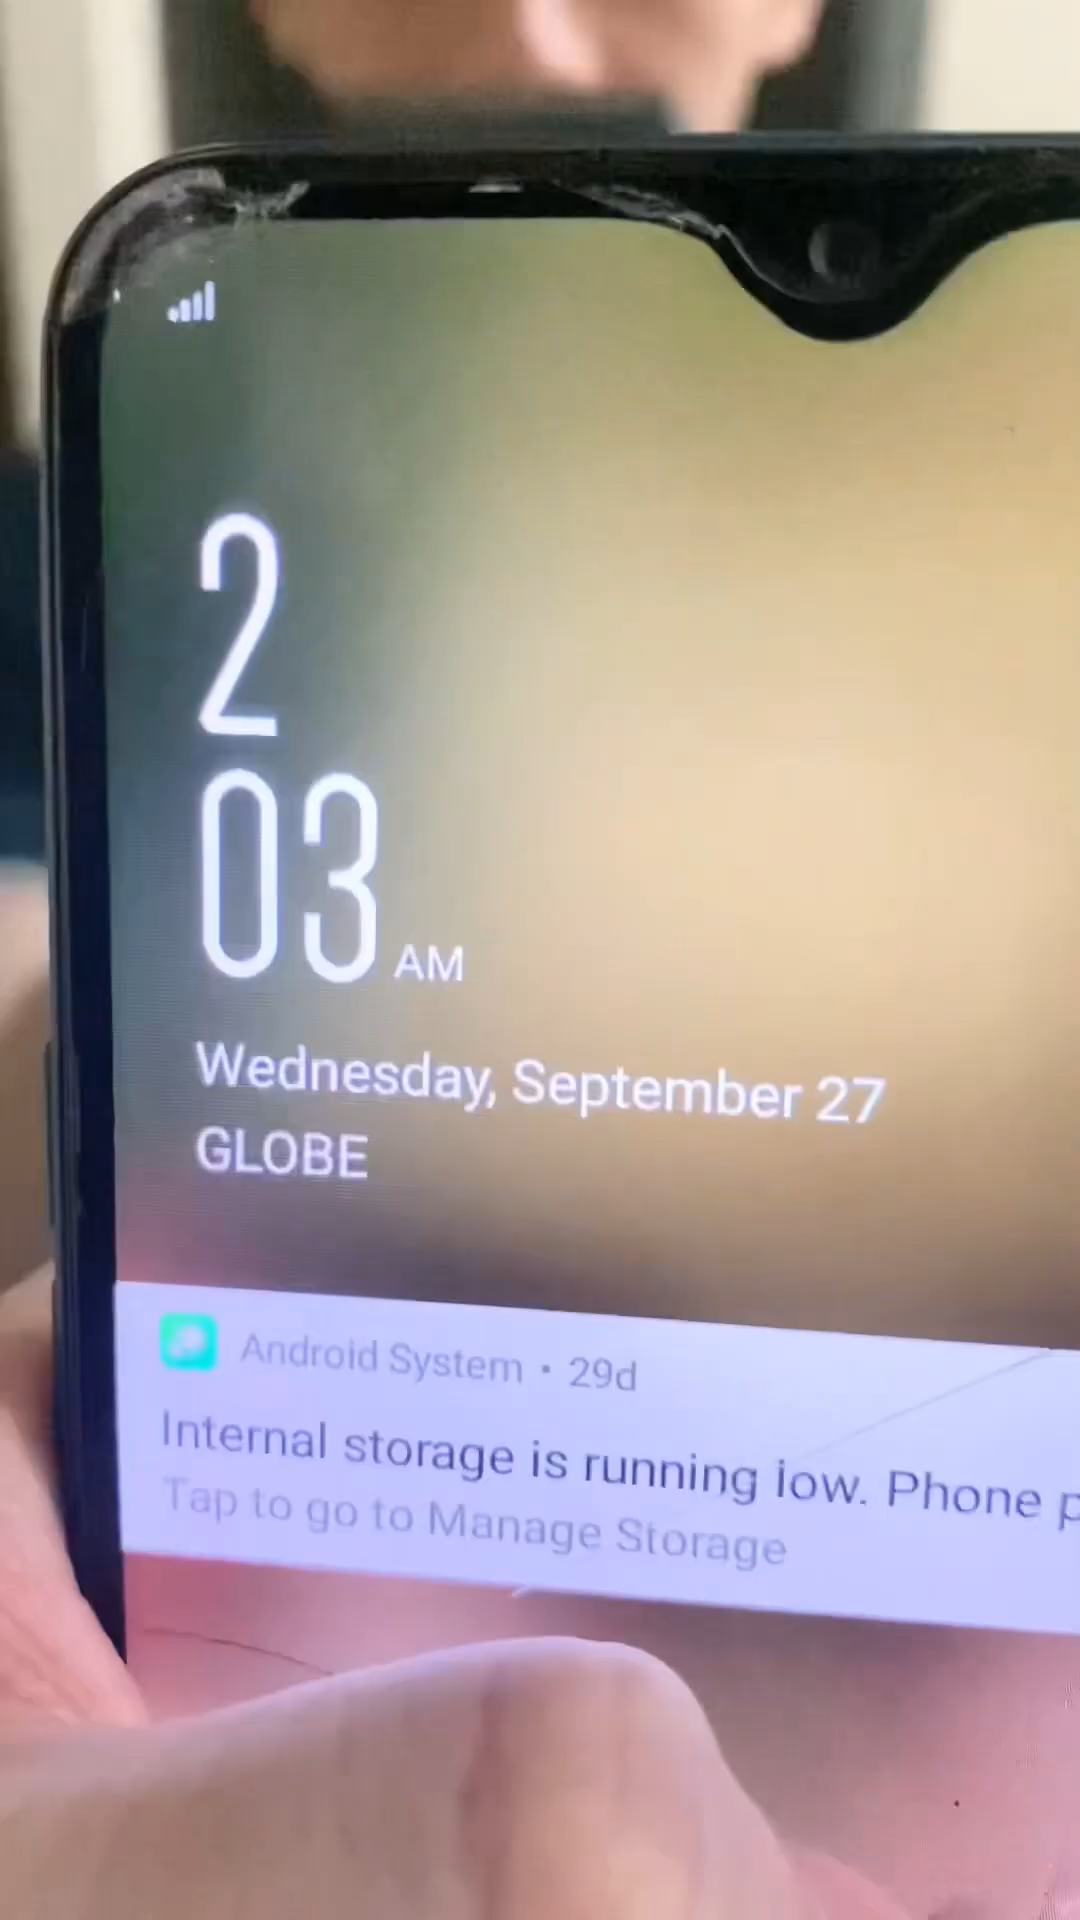 2
03 AM
Wednesday, September 27
GLOBE
Android System • 29d
Internal storage is running low. Phone
Tap to go to Manage Storage